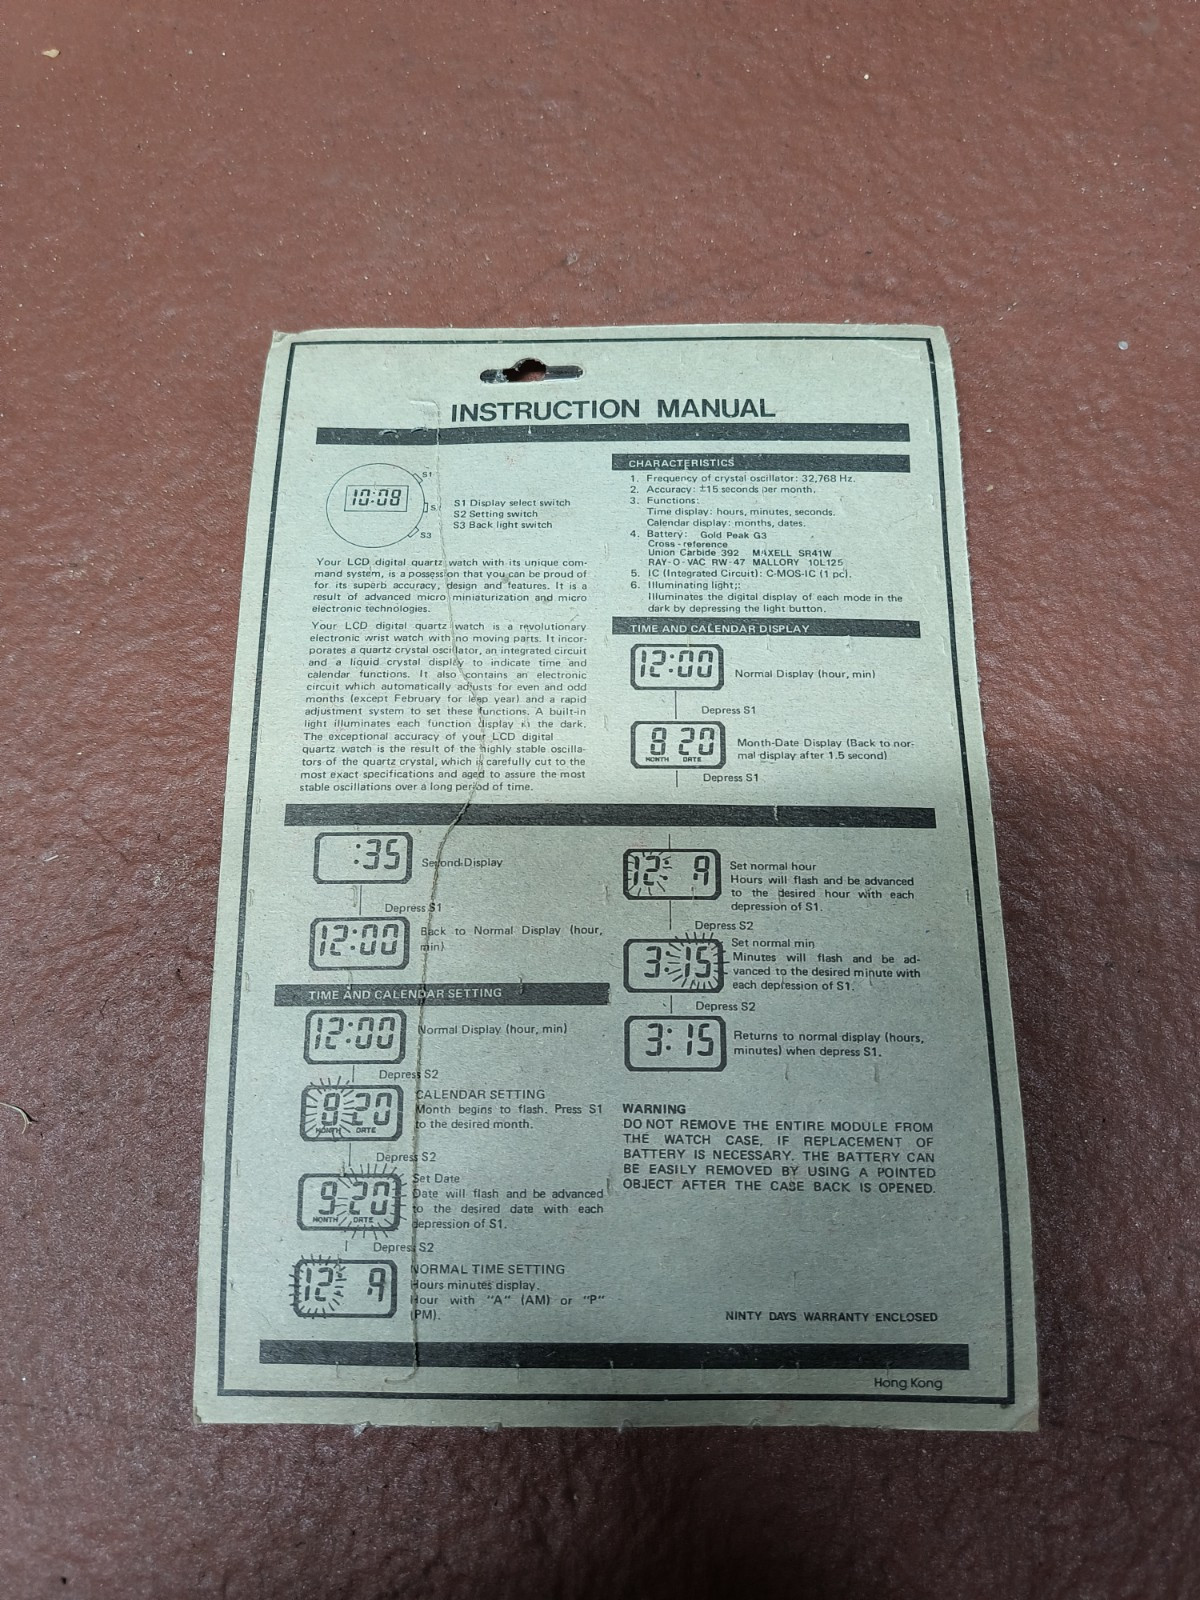 INSTRUCTION MANUAL
10:08
S1
S
S3
S1 Display select switch
S2 Setting switch
S3 Back light switch
Your LCD digital quartz watch with its unique com-
mand system, is a possession that you can be proud of
for its superb accuracy, design and features. It is a
result of advanced micro miniaturization and micro
electronic technologies.
Your LCD digital quartz watch is a revolutionary
electronic wrist watch with no moving parts. It incor-
porates a quartz crystal oscillator, an integrated circuit
and a liquid crystal display to indicate time and
calendar functions. It also contains an electronic
circuit which automatically adjusts for even and odd
months (except February for leap year) and a rapid
adjustment system to set these functions. A built-in
light illuminates each function display in the dark.
The exceptional accuracy of your LCD digital
quartz watch is the result of the highly stable oscilla-
tors of the quartz crystal, which is carefully cut to the
most exact specifications and aged to assure the most
stable oscillations over a long period of time.
CHARACTERISTICS
1. Frequency of crystal oscillator: 32,768 Hz.
2. Accuracy: ±15 seconds per month.
3. Functions:
Time display: hours, minutes, seconds.
Calendar display: months, dates.
4. Battery: Gold Peak G3
Cross-reference
Union Carbide 392 MAXELL SR41W
RAY-O-VAC RW-47 MALLORY 10L125
5. IC (Integrated Circuit): C-MOS-IC (1 pc).
6. Illuminating light;:
Illuminates the digital display of each mode in the
dark by depressing the light button.
TIME AND CALENDAR DISPLAY
12:00
Normal Display (hour, min)
Depress S1
8 20
MONTH DATE
Month-Date Display (Back to nor-
mal display after 1.5 second)
Depress S1
:35
Second Display
Depress S1
12:00
Back to Normal Display (hour,
min)
TIME AND CALENDAR SETTING
12:00
Normal Display (hour, min)
Depress S2
8 20
MONTH DATE
CALENDAR SETTING
Month begins to flash. Press S1
to the desired month.
Depress S2
9 20
MONTH DATE
Set Date
Date will flash and be advanced
to the desired date with each
depression of S1.
Depress S2
12: A
NORMAL TIME SETTING
Hours minutes display.
Hour with "A" (AM) or "P"
(PM).
12: A
Set normal hour
Hours will flash and be advanced
to the desired hour with each
depression of S1.
Depress S2
3:15
Set normal min
Minutes will flash and be ad-
vanced to the desired minute with
each depression of S1.
Depress S2
3:15
Returns to normal display (hours,
minutes) when depress S1.
WARNING
DO NOT REMOVE THE ENTIRE MODULE FROM
THE WATCH CASE, IF REPLACEMENT OF
BATTERY IS NECESSARY. THE BATTERY CAN
BE EASILY REMOVED BY USING A POINTED
OBJECT AFTER THE CASE BACK IS OPENED.
NINTY DAYS WARRANTY ENCLOSED
Hong Kong